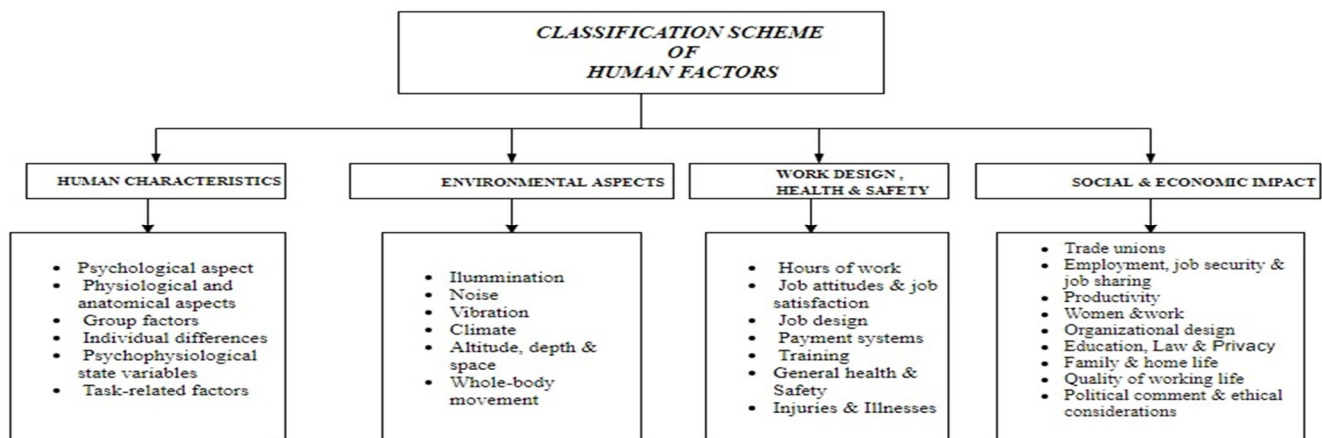 CLASSIFICATION SCHEME
OF
HUMAN FACTORS
HUMAN CHARACTERISTICS
ENVIRONMENTAL ASPECTS
WORK DESIGN ,
HEALTH & SAFETY
SOCIAL & ECONOMIC IMPACT
• Psychological aspect
• Physiological and
anatomical aspects
• Group factors
• Individual differences
• Psychophysiological
state variables
• Task-related factors
• Ilummination
• Noise
• Vibration
• Climate
• Altitude, depth &
space
• Whole-body
movement
• Hours of work
• Job attitudes & job
satisfaction
• Job design
• Payment systems
• Training
• General health &
Safety
• Injuries & Illnesses
• Trade unions
• Employment, job security &
job sharing
• Productivity
• Women &work
• Organizational design
• Education, Law & Privacy
• Family & home life
• Quality of working life
• Political comment & ethical
considerations